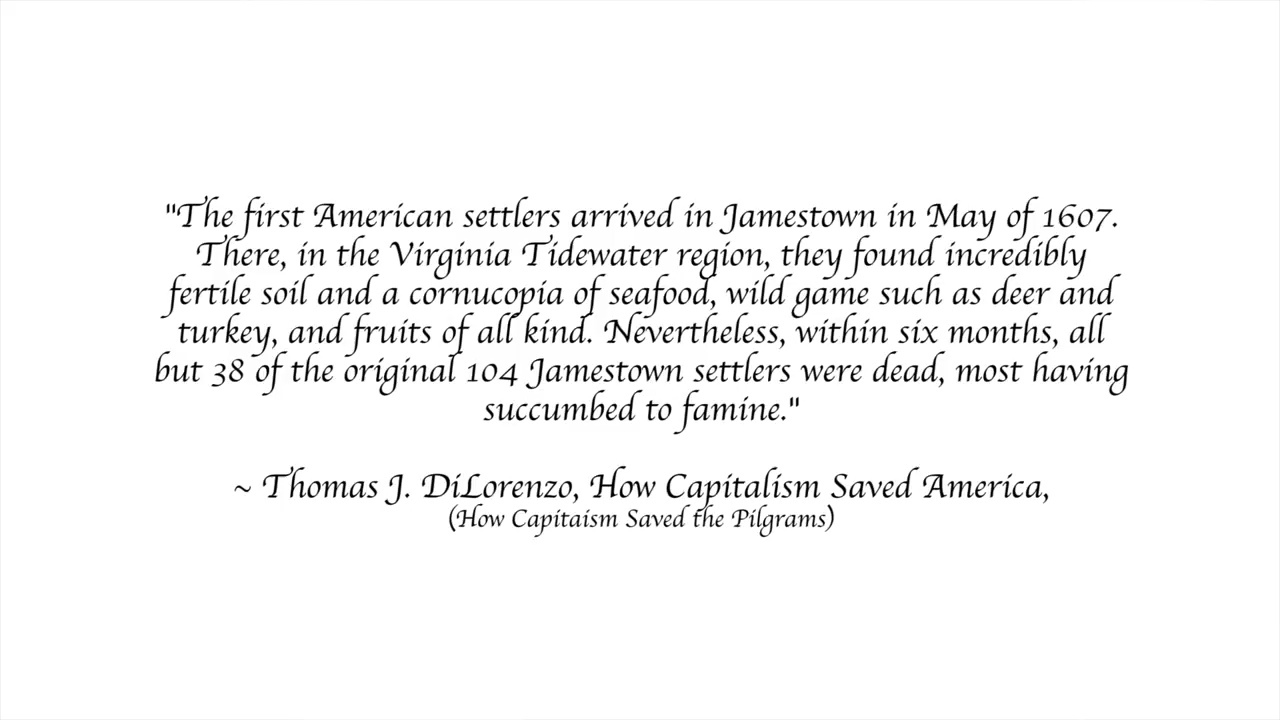 "The first American settlers arrived in Jamestown in May of 1607.
There, in the Virginia Tidewater region, they found incredibly
fertile soil and a cornucopia of seafood, wild game such as deer and
turkey, and fruits of all kind. Nevertheless, within six months, all
but 38 of the original 104 Jamestown settlers were dead, most having
succumbed to famine."
~ Thomas J. DiLorenzo, How Capitalism Saved America,
(How Capitaism Saved the Pilgrams)